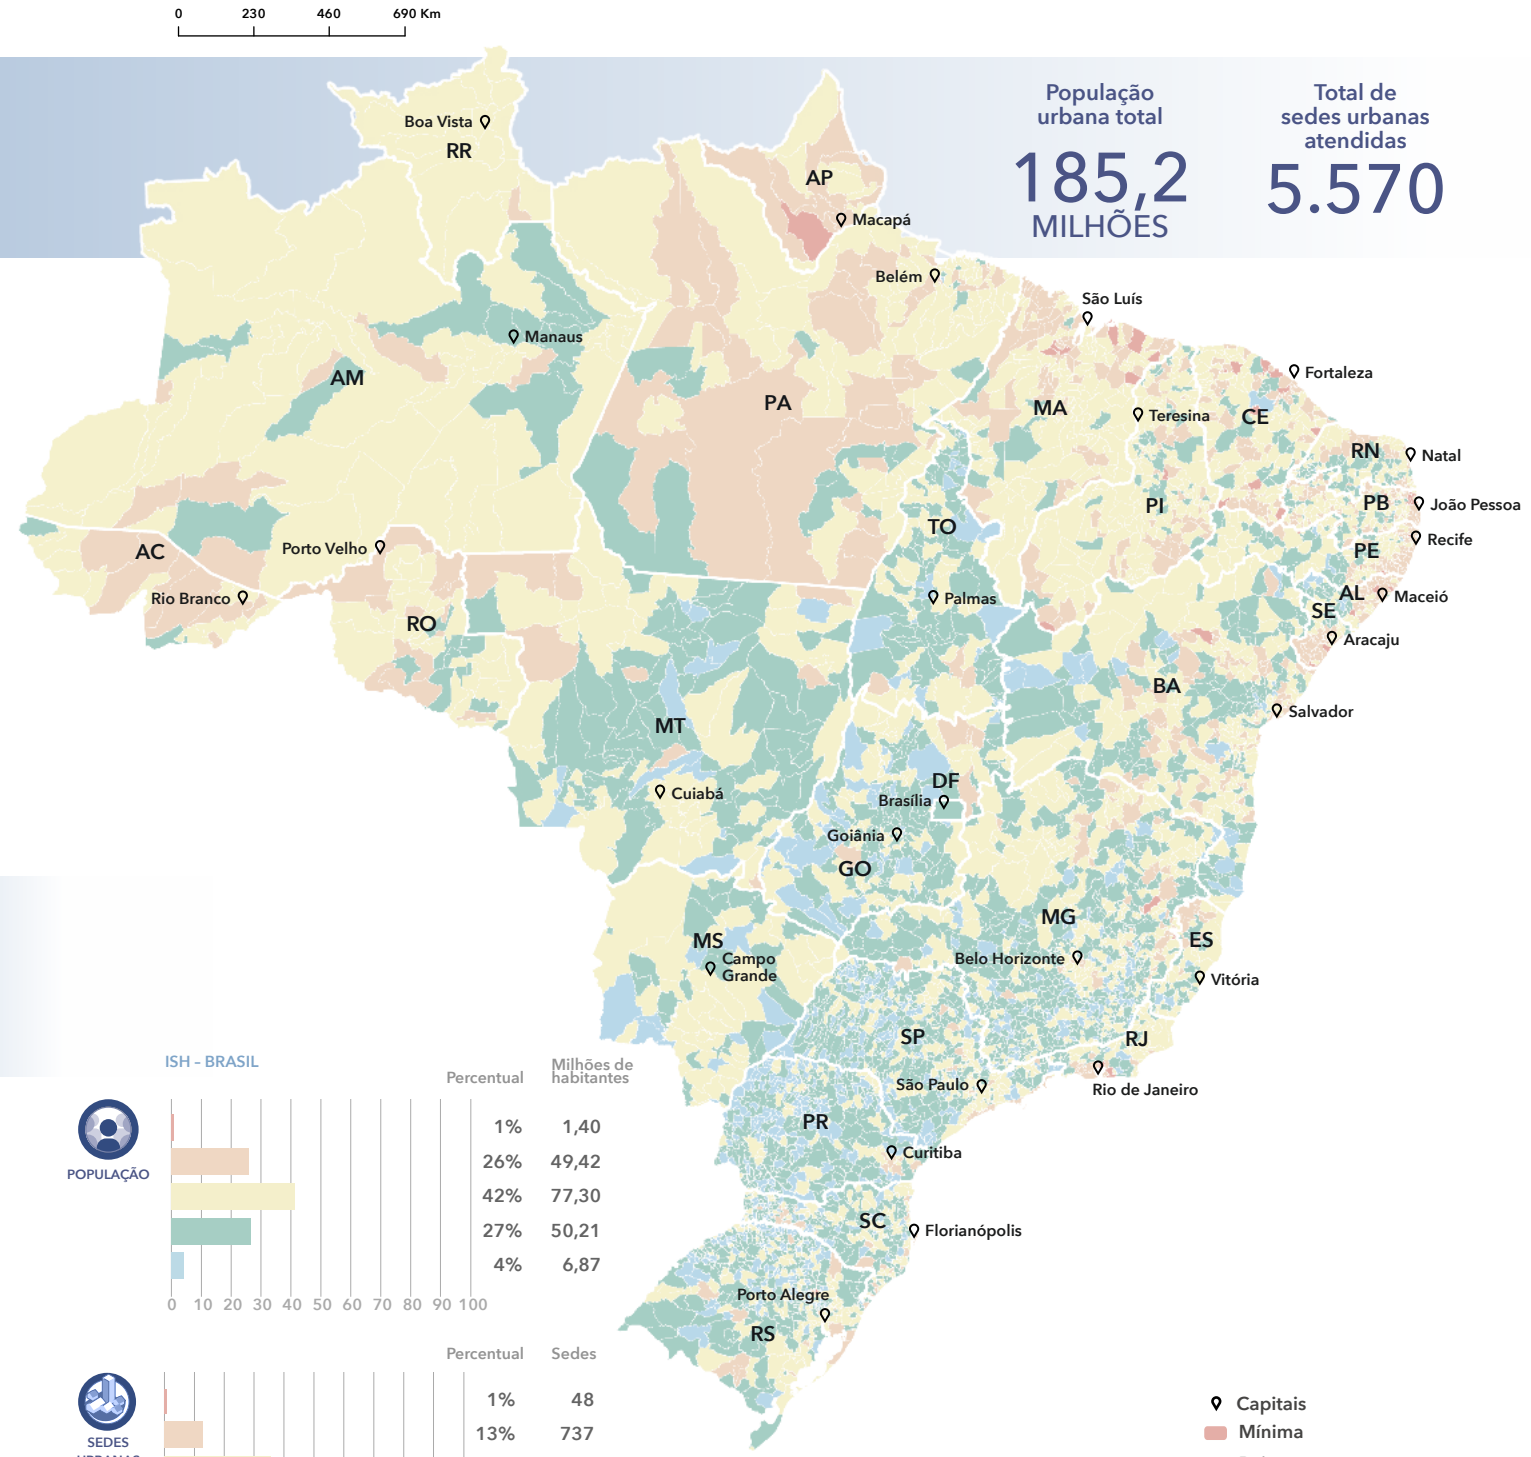 0 230 460 690 Km
População
urbana total
185,2
MILHÕES
Total de
sedes urbanas
atendidas
5.570
Boa Vista
RR
AP
Macapá
Belém
São Luís
Manaus
AM
PA
MA
Teresina
Fortaleza
CE
RN
Natal
PB
João Pessoa
PI
TO
Recife
PE
AC
Porto Velho
Rio Branco
RO
Palmas
AL
Maceió
SE
Aracaju
BA
Salvador
MT
Cuiabá
DF
Brasília
Goiânia
GO
MG
MS
Campo
Grande
Belo Horizonte
ES
Vitória
SP
RJ
São Paulo
Rio de Janeiro
PR
Curitiba
SC
Florianópolis
Porto Alegre
RS
ISH – BRASIL
Percentual
Milhões de
habitantes
POPULAÇÃO
1% 1,40
26% 49,42
42% 77,30
27% 50,21
4% 6,87
0 10 20 30 40 50 60 70 80 90 100
Percentual Sedes
SEDES
1% 48
13% 737
Capitais
Mínima